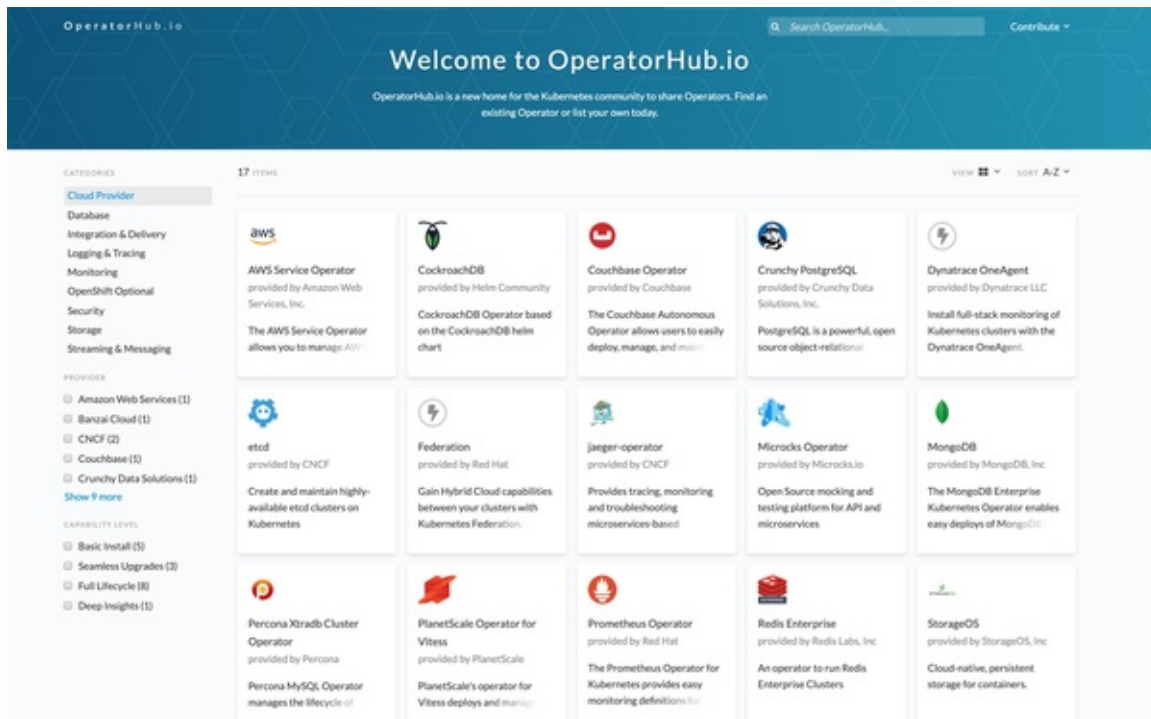 OperatorHub.io
Search OperatorHub...
Contribute
Welcome to OperatorHub.io
OperatorHub.io is a new home for the Kubernetes community to share Operators. Find an
existing Operator or list your own today.
CATEGORIES
Cloud Provider
Database
Integration & Delivery
Logging & Tracing
Monitoring
OpenShift Optional
Security
Storage
Streaming & Messaging
PROVIDER
Amazon Web Services (1)
Banzai Cloud (1)
CNCF (2)
Couchbase (1)
Crunchy Data Solutions (1)
Show 9 more
CAPABILITY LEVEL
Basic Install (5)
Seamless Upgrades (3)
Full Lifecycle (8)
Deep Insights (1)
17 ITEMS
VIEW
SORT A-Z
aws
AWS Service Operator
provided by Amazon Web
Services, Inc.
The AWS Service Operator
allows you to manage AW
CockroachDB
provided by Helm Community
CockroachDB Operator based
on the CockroachDB helm
chart
Couchbase Operator
provided by Couchbase
The Couchbase Autonomous
Operator allows users to easily
deploy, manage, and main
Crunchy PostgreSQL
provided by Crunchy Data
Solutions, Inc.
PostgreSQL is a powerful, open
source object-relational
Dynatrace OneAgent
provided by Dynatrace LLC
Install full-stack monitoring of
Kubernetes clusters with the
Dynatrace OneAgent.
etcd
provided by CNCF
Create and maintain highly-
available etcd clusters on
Kubernetes
Federation
provided by Red Hat
Gain Hybrid Cloud capabilities
between your clusters with
Kubernetes Federation.
jaeger-operator
provided by CNCF
Provides tracing, monitoring
and troubleshooting
microservices-based
Microcks Operator
provided by Microcks.io
Open Source mocking and
testing platform for API and
microservices
MongoDB
provided by MongoDB, Inc
The MongoDB Enterprise
Kubernetes Operator enables
easy deploys of MongoD
Percona Xtradb Cluster
Operator
provided by Percona
Percona MySQL Operator
manages the lifecycle of
PlanetScale Operator for
Vitess
provided by PlanetScale
PlanetScale's operator for
Vitess deploys and manag
Prometheus Operator
provided by Red Hat
The Prometheus Operator for
Kubernetes provides easy
monitoring definitions for
Redis Enterprise
provided by Redis Labs, Inc
An operator to run Redis
Enterprise Clusters
StorageOS
provided by StorageOS, Inc
Cloud-native, persistent
storage for containers.